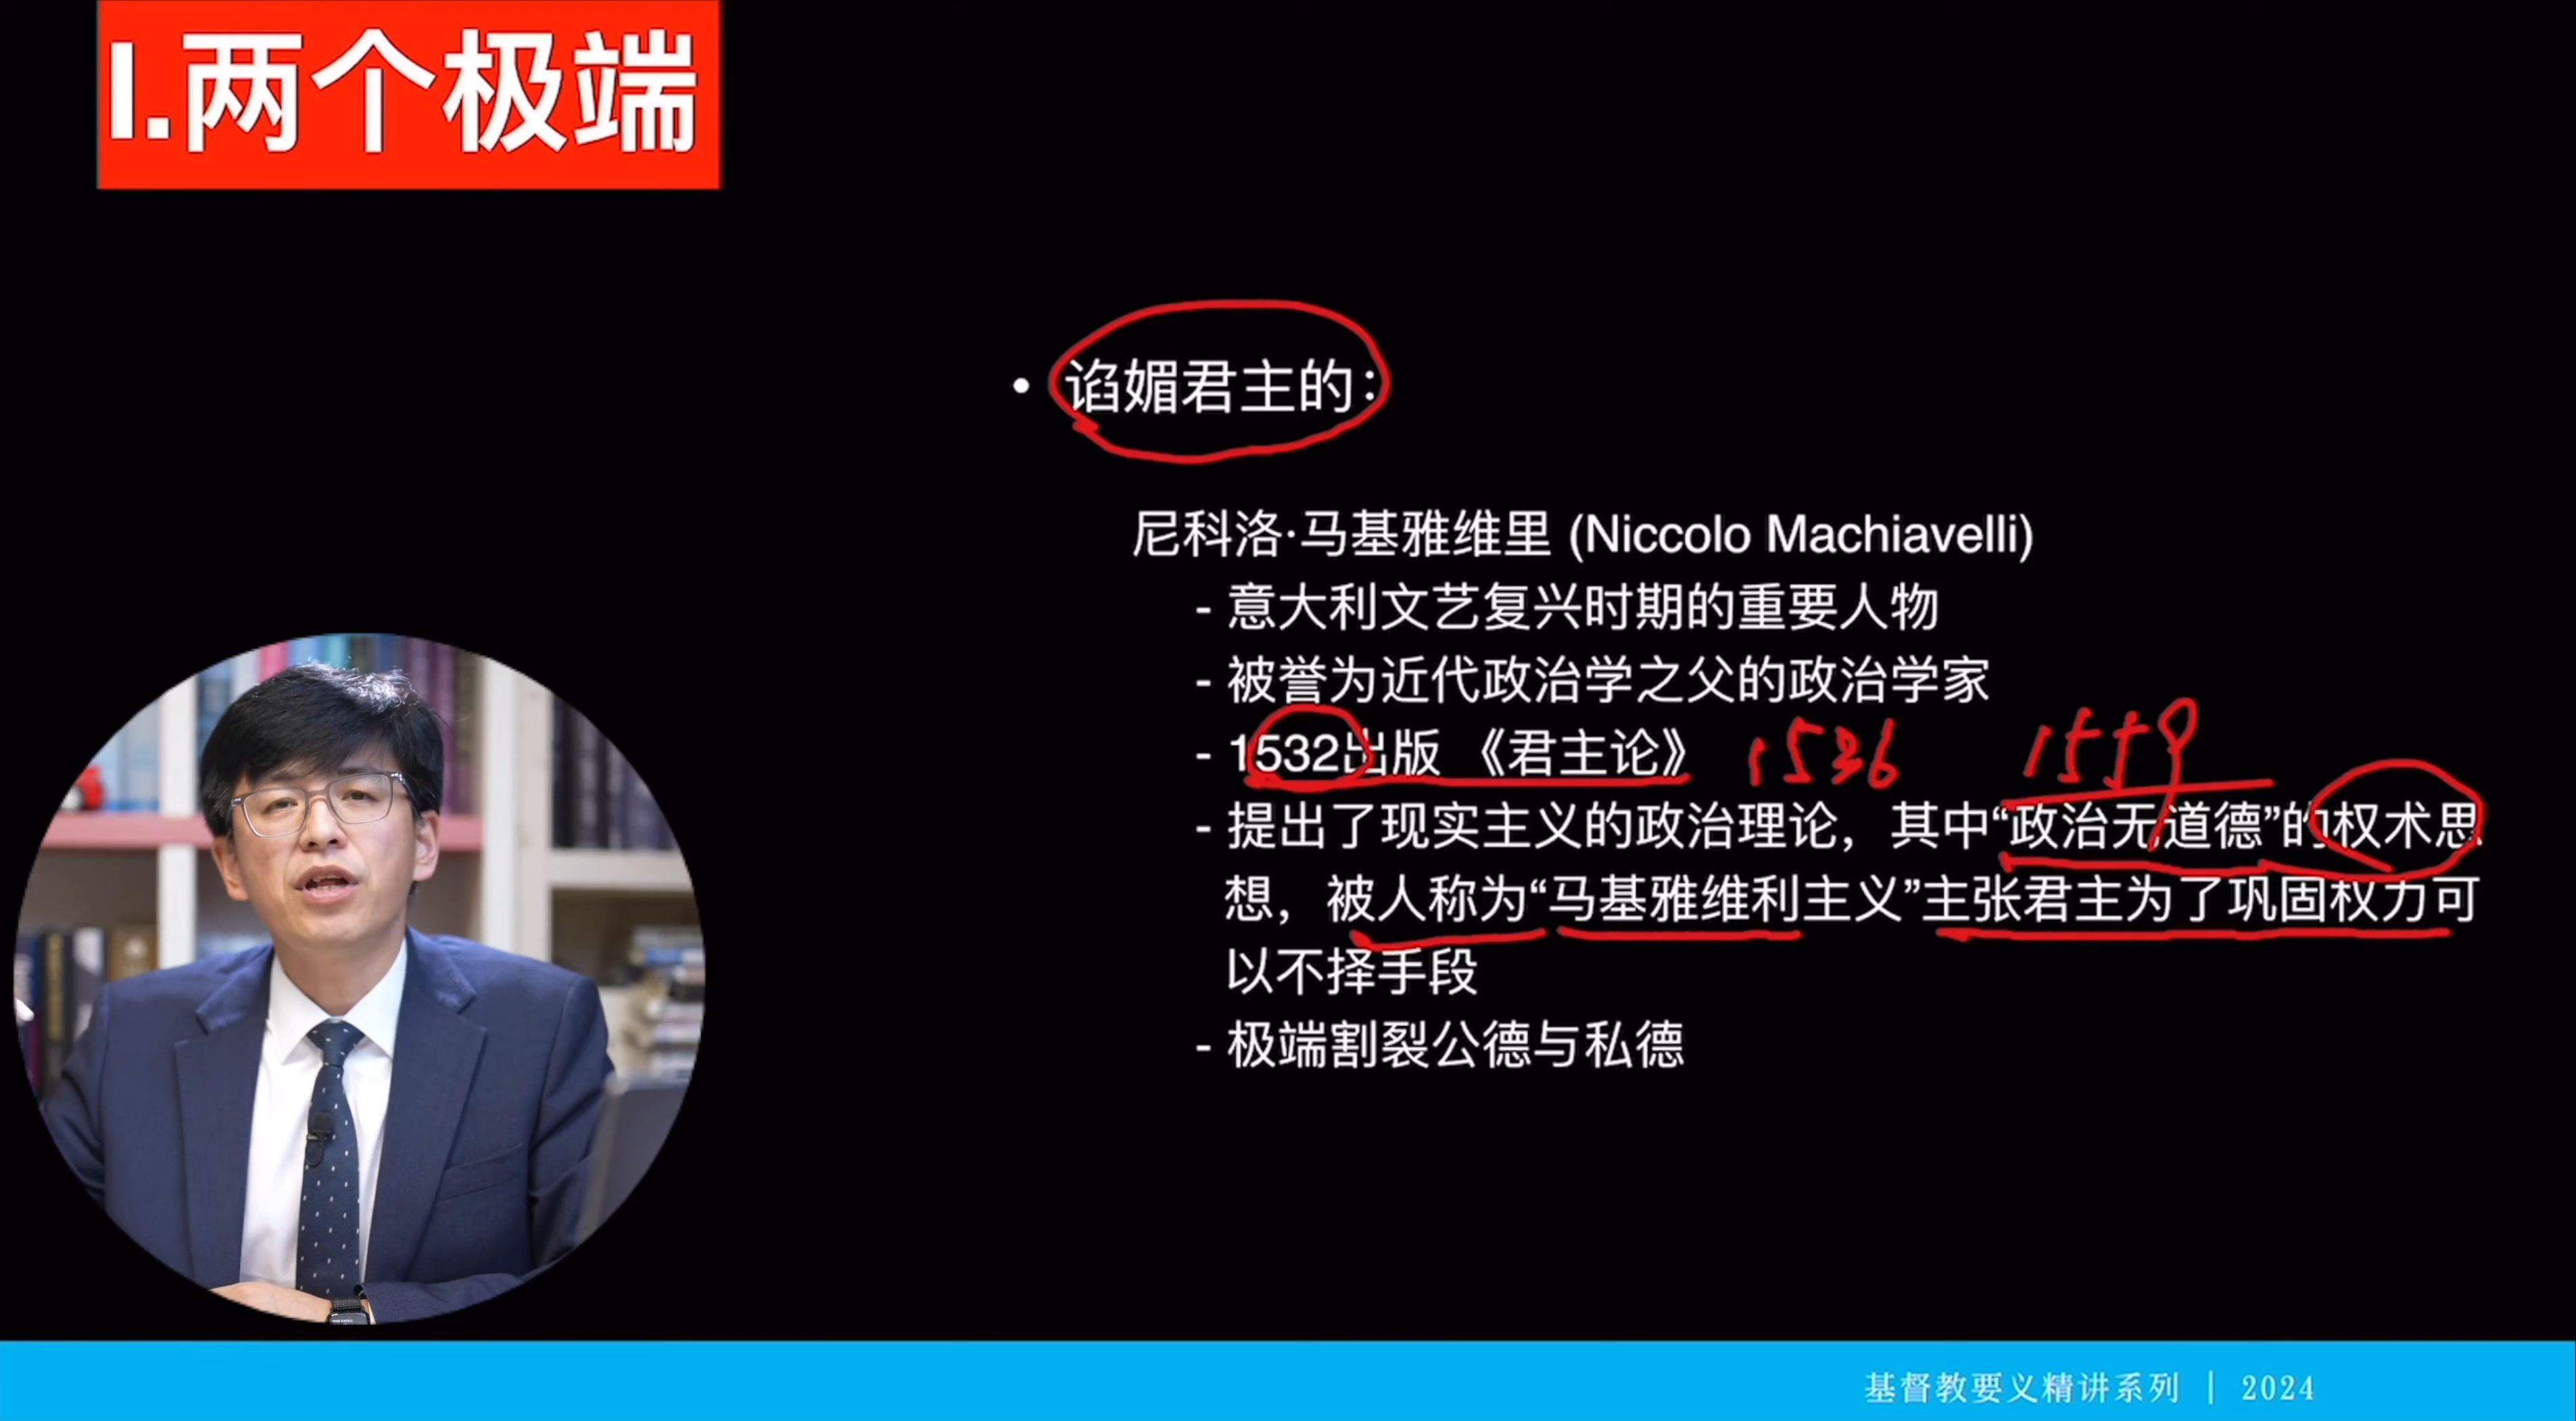 I.两个极端
• 谄媚君主的：
尼科洛·马基雅维里 (Niccolo Machiavelli)
- 意大利文艺复兴时期的重要人物
- 被誉为近代政治学之父的政治学家
- 1532出版 《君主论》 1536 1559
- 提出了现实主义的政治理论，其中“政治无道德”的权术思
想，被人称为“马基雅维利主义”主张君主为了巩固权力可
以不择手段
- 极端割裂公德与私德
基督教要义精讲系列 | 2024